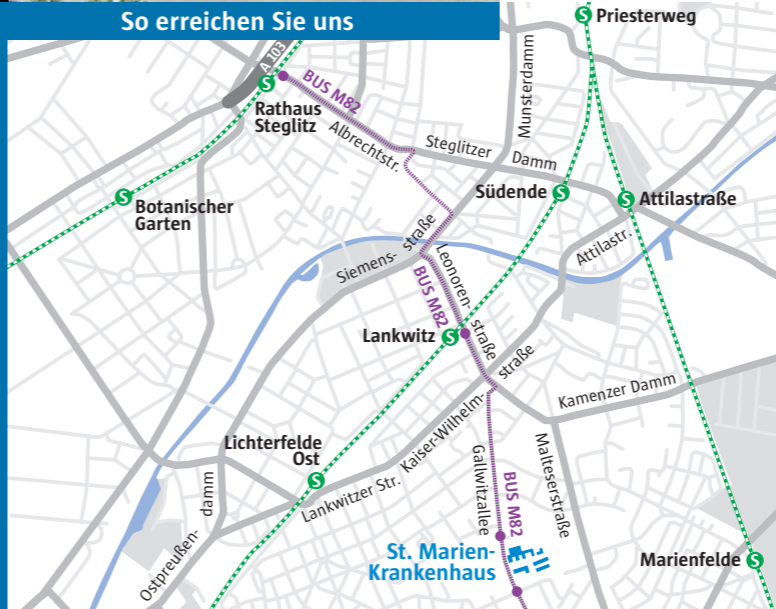 So erreichen Sie uns
Priesterweg
A 103
BUS M82
Rathaus
Steglitz
Albrechtstr.
Munsterdamm
Steglitzer Damm
Südende
Attilastraße
Botanischer
Garten
Siemens-
straße
Attilastr.
Leonoren-
straße
BUS M82
Lankwitz
Kaiser-Wilhelm-
straße
Kamenzer Damm
Lichterfelde
Ost
Lankwitzer Str.
Gallwitzallee
BUS M82
Malteserstraße
Ostpreußen-
damm
St. Marien-
Krankenhaus
Marienfelde
S
S
S
S
S
S
S
S